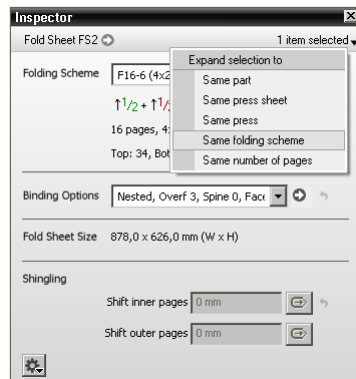 Inspector
Fold Sheet FS2 1 item selected
Expand selection to
Same part
Same press sheet
Same press
Same folding scheme
Same number of pages
Folding Scheme F16-6 (4x2
↑1/2 + ↑1/
16 pages, 4
Top: 34, Bot
Binding Options Nested, Overf 3, Spine 0, Face
Fold Sheet Size 878,0 x 626,0 mm (W x H)
Shingling
Shift inner pages 0 mm
Shift outer pages 0 mm